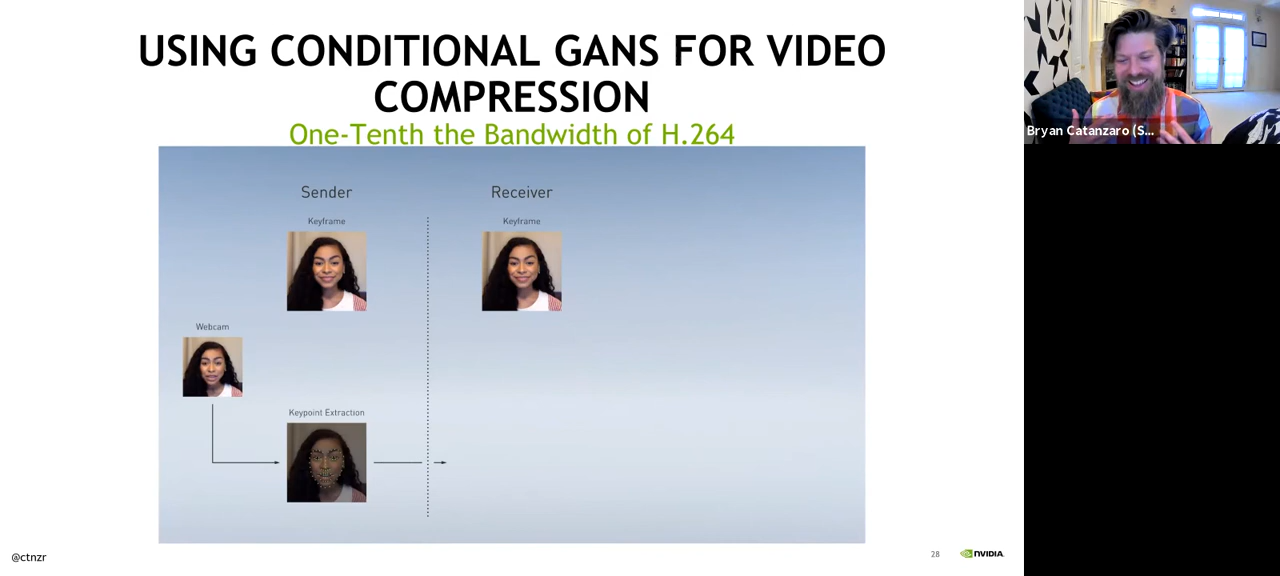 USING CONDITIONAL GANS FOR VIDEO
COMPRESSION
One-Tenth the Bandwidth of H.264
Sender
Receiver
Keyframe
Keyframe
Webcam
Keypoint Extraction
Bryan Catanzaro (S...
@ctnzr
28
NVIDIA.